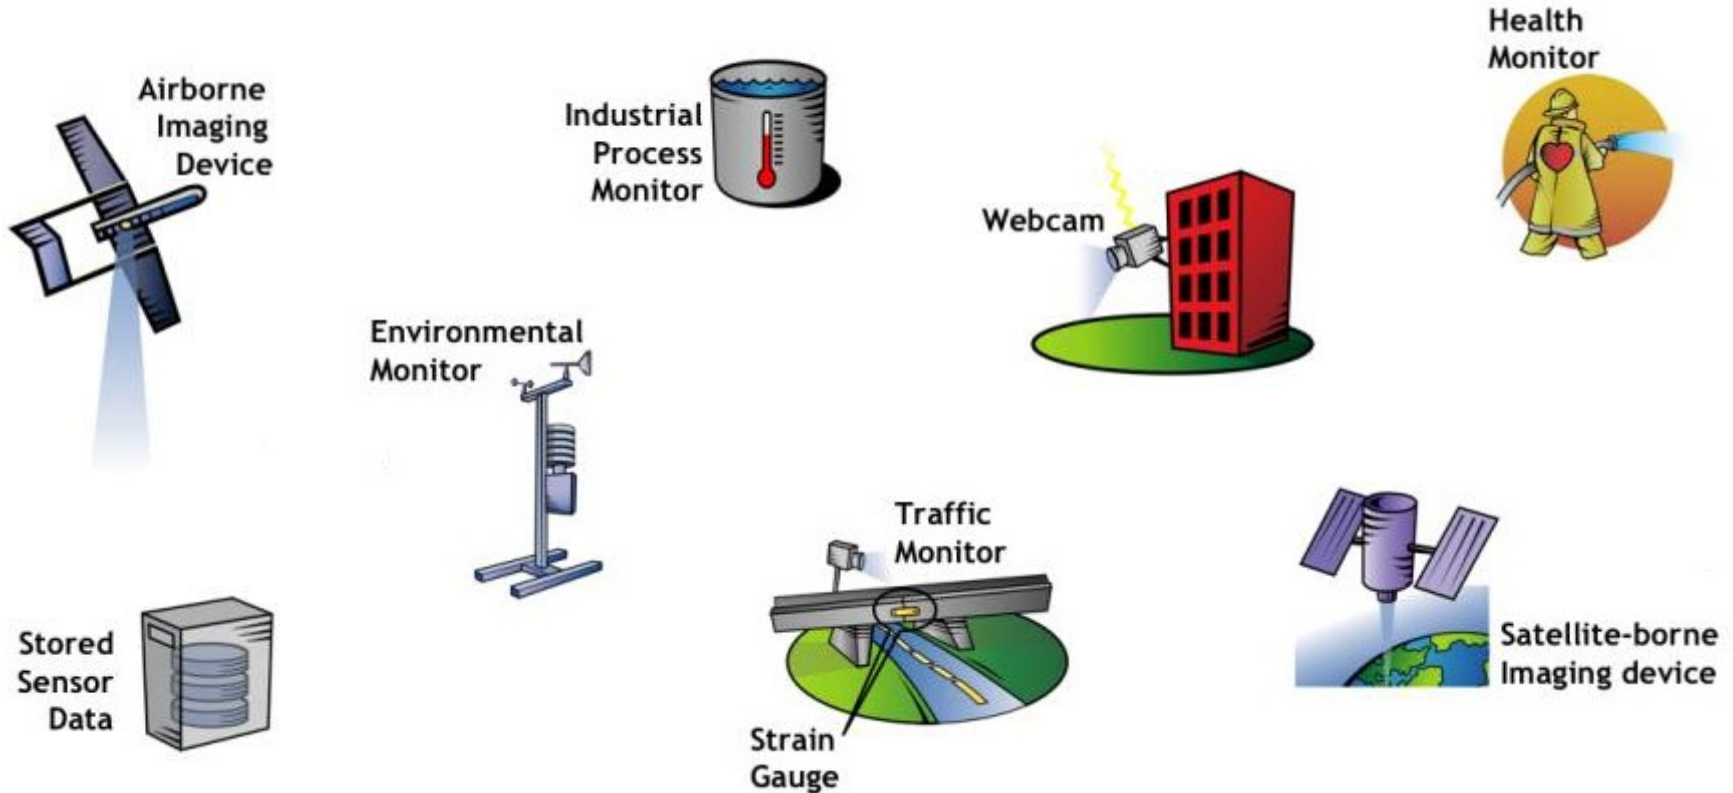 Health
Monitor
Airborne
Imaging
Device
Industrial
Process
Monitor
Webcam
Environmental
Monitor
Traffic
Monitor
Stored
Sensor
Data
Satellite-borne
Imaging device
Strain
Gauge